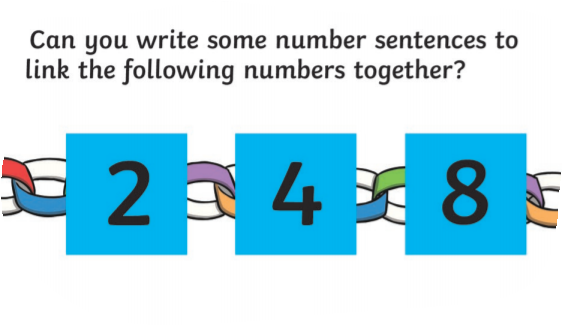 Can you write some number sentences to
link the following numbers together?
2 4 8